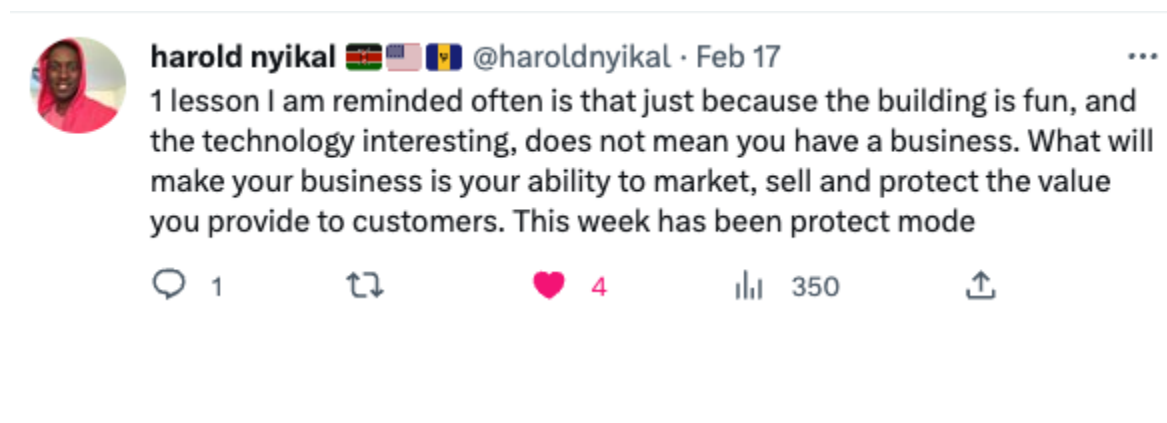 harold nyikal 🇰🇪🇺🇸🇧🇧 @haroldnyikal · Feb 17
1 lesson I am reminded often is that just because the building is fun, and
the technology interesting, does not mean you have a business. What will
make your business is your ability to market, sell and protect the value
you provide to customers. This week has been protect mode
1 4 350